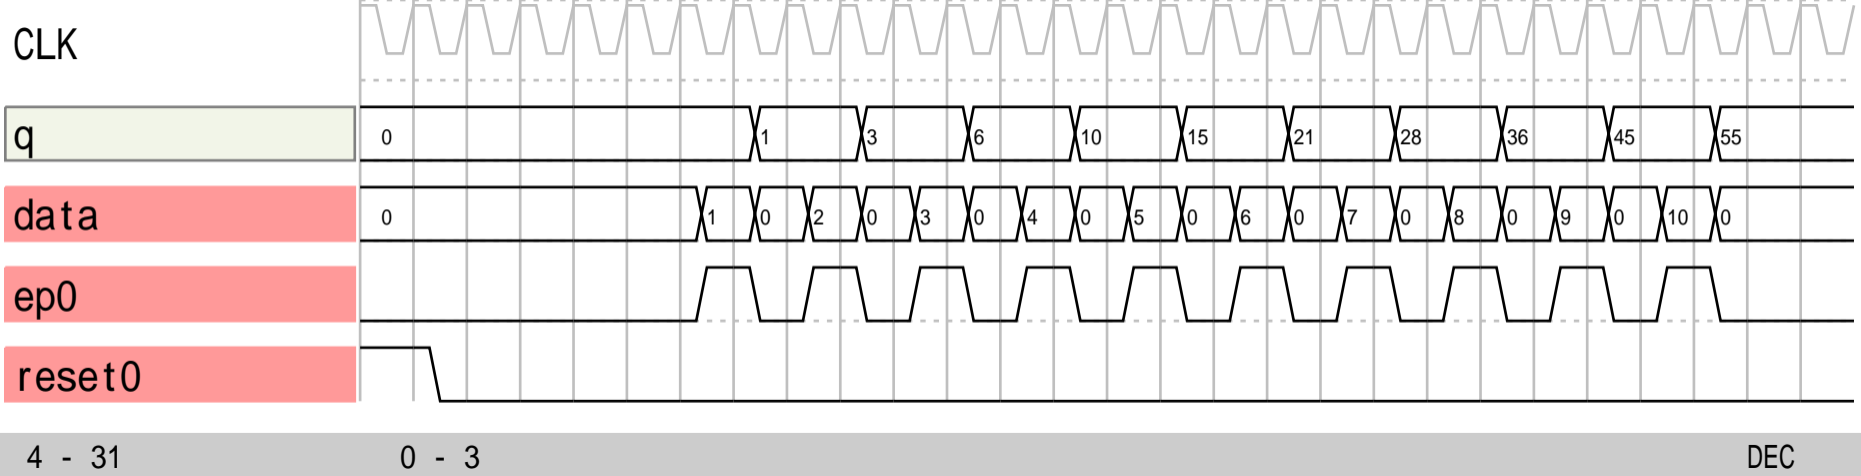 CLK
q 0 1 3 6 10 15 21 28 36 45 55
data 0 1 0 2 0 3 0 4 0 5 0 6 0 7 0 8 0 9 0 10 0
ep0
reset0
4 - 31 0 - 3 DEC